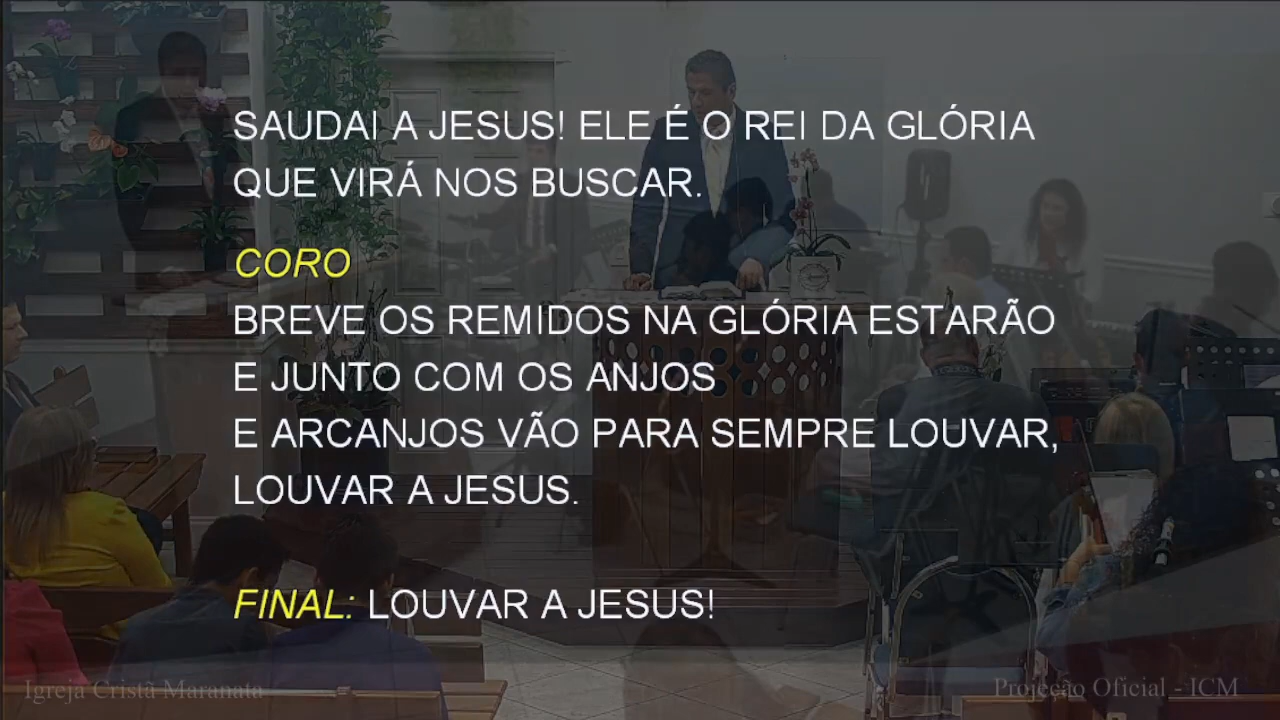 SAUDAI A JESUS! ELE É O REI DA GLÓRIA
QUE VIRÁ NOS BUSCAR.
CORO
BREVE OS REMIDOS NA GLÓRIA ESTARÃO
E JUNTO COM OS ANJOS
E ARCANJOS VÃO PARA SEMPRE LOUVAR,
LOUVAR A JESUS.
FINAL: LOUVAR A JESUS!
Igreja Cristã Maranata
Projecção Oficial - ICM